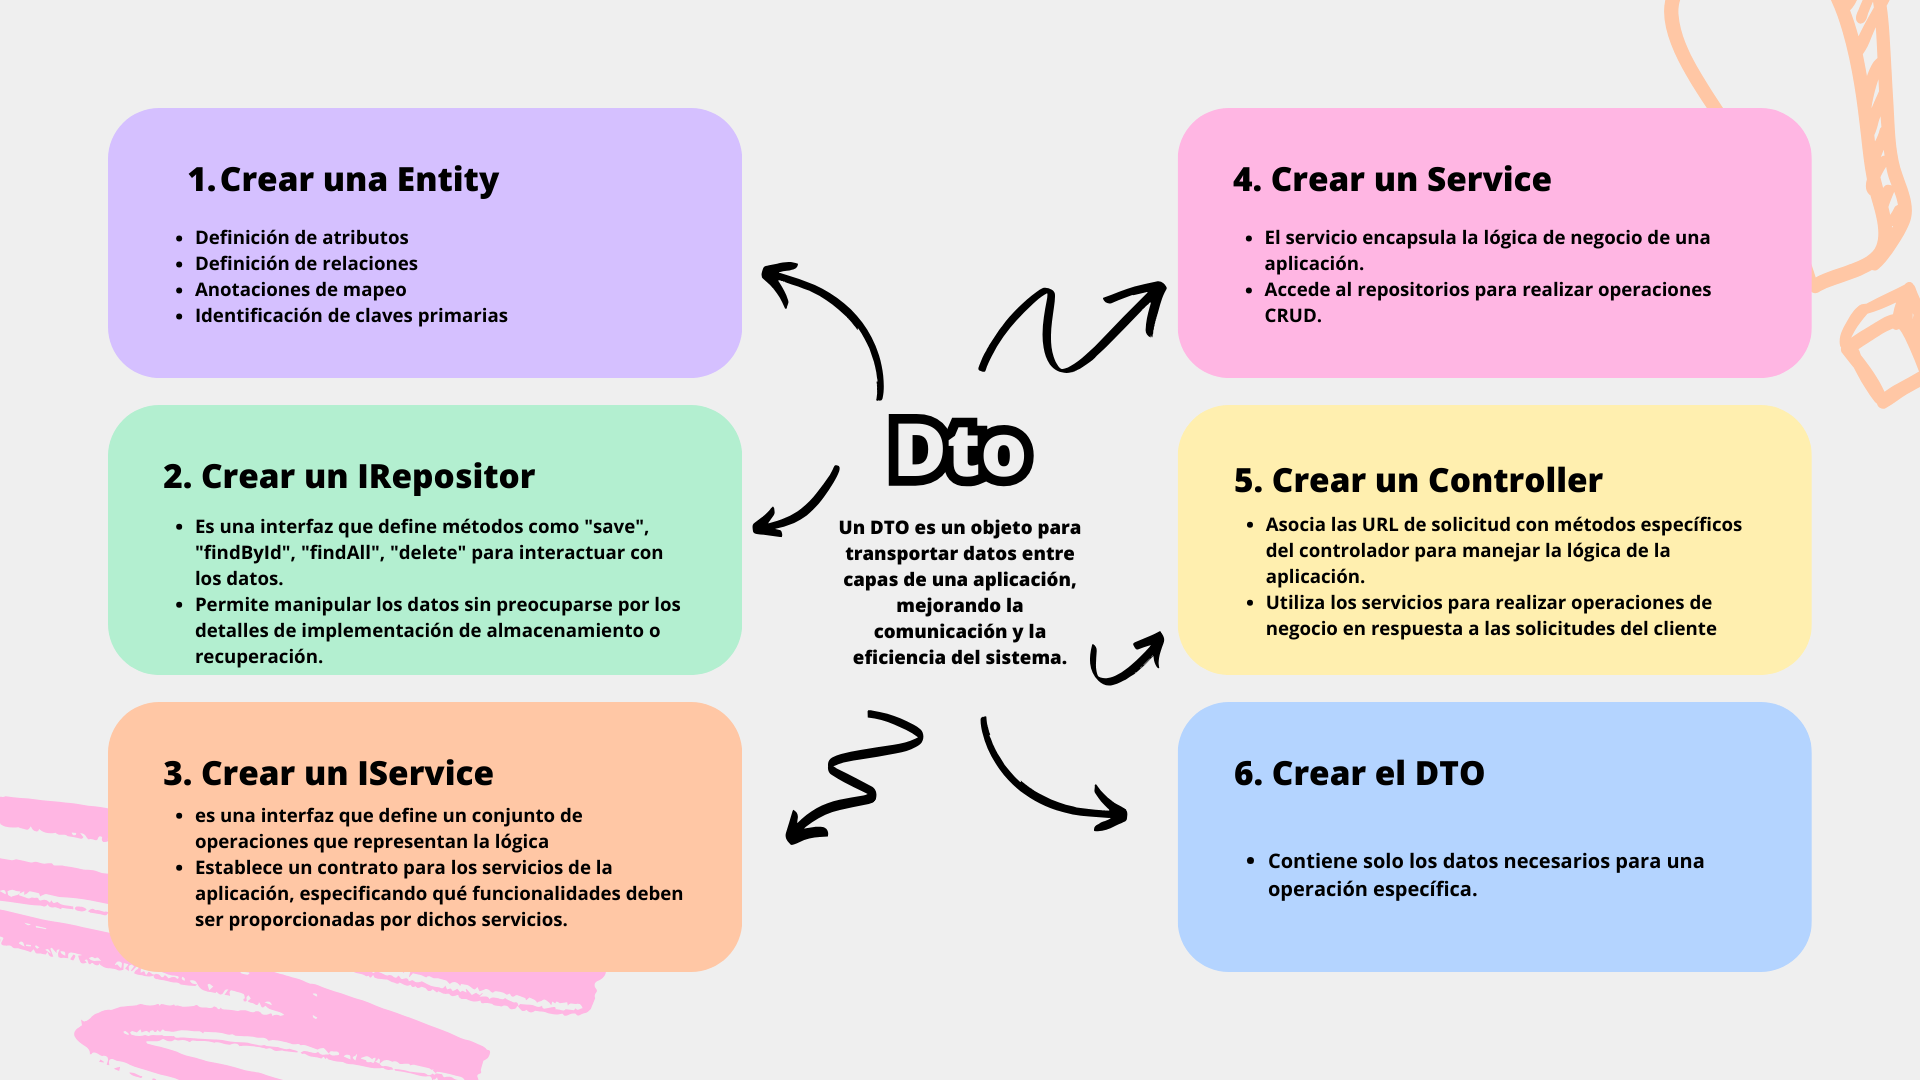 1. Crear una Entity
• Definición de atributos
• Definición de relaciones
• Anotaciones de mapeo
• Identificación de claves primarias
2. Crear un IRepositor
• Es una interfaz que define métodos como "save",
"findById", "findAll", "delete" para interactuar con
los datos.
• Permite manipular los datos sin preocuparse por los
detalles de implementación de almacenamiento o
recuperación.
3. Crear un IService
• es una interfaz que define un conjunto de
operaciones que representan la lógica
• Establece un contrato para los servicios de la
aplicación, especificando qué funcionalidades deben
ser proporcionadas por dichos servicios.
Dto
Un DTO es un objeto para
transportar datos entre
capas de una aplicación,
mejorando la
comunicación y la
eficiencia del sistema.
4. Crear un Service
• El servicio encapsula la lógica de negocio de una
aplicación.
• Accede al repositorios para realizar operaciones
CRUD.
5. Crear un Controller
• Asocia las URL de solicitud con métodos específicos
del controlador para manejar la lógica de la
aplicación.
• Utiliza los servicios para realizar operaciones de
negocio en respuesta a las solicitudes del cliente
6. Crear el DTO
• Contiene solo los datos necesarios para una
operación específica.